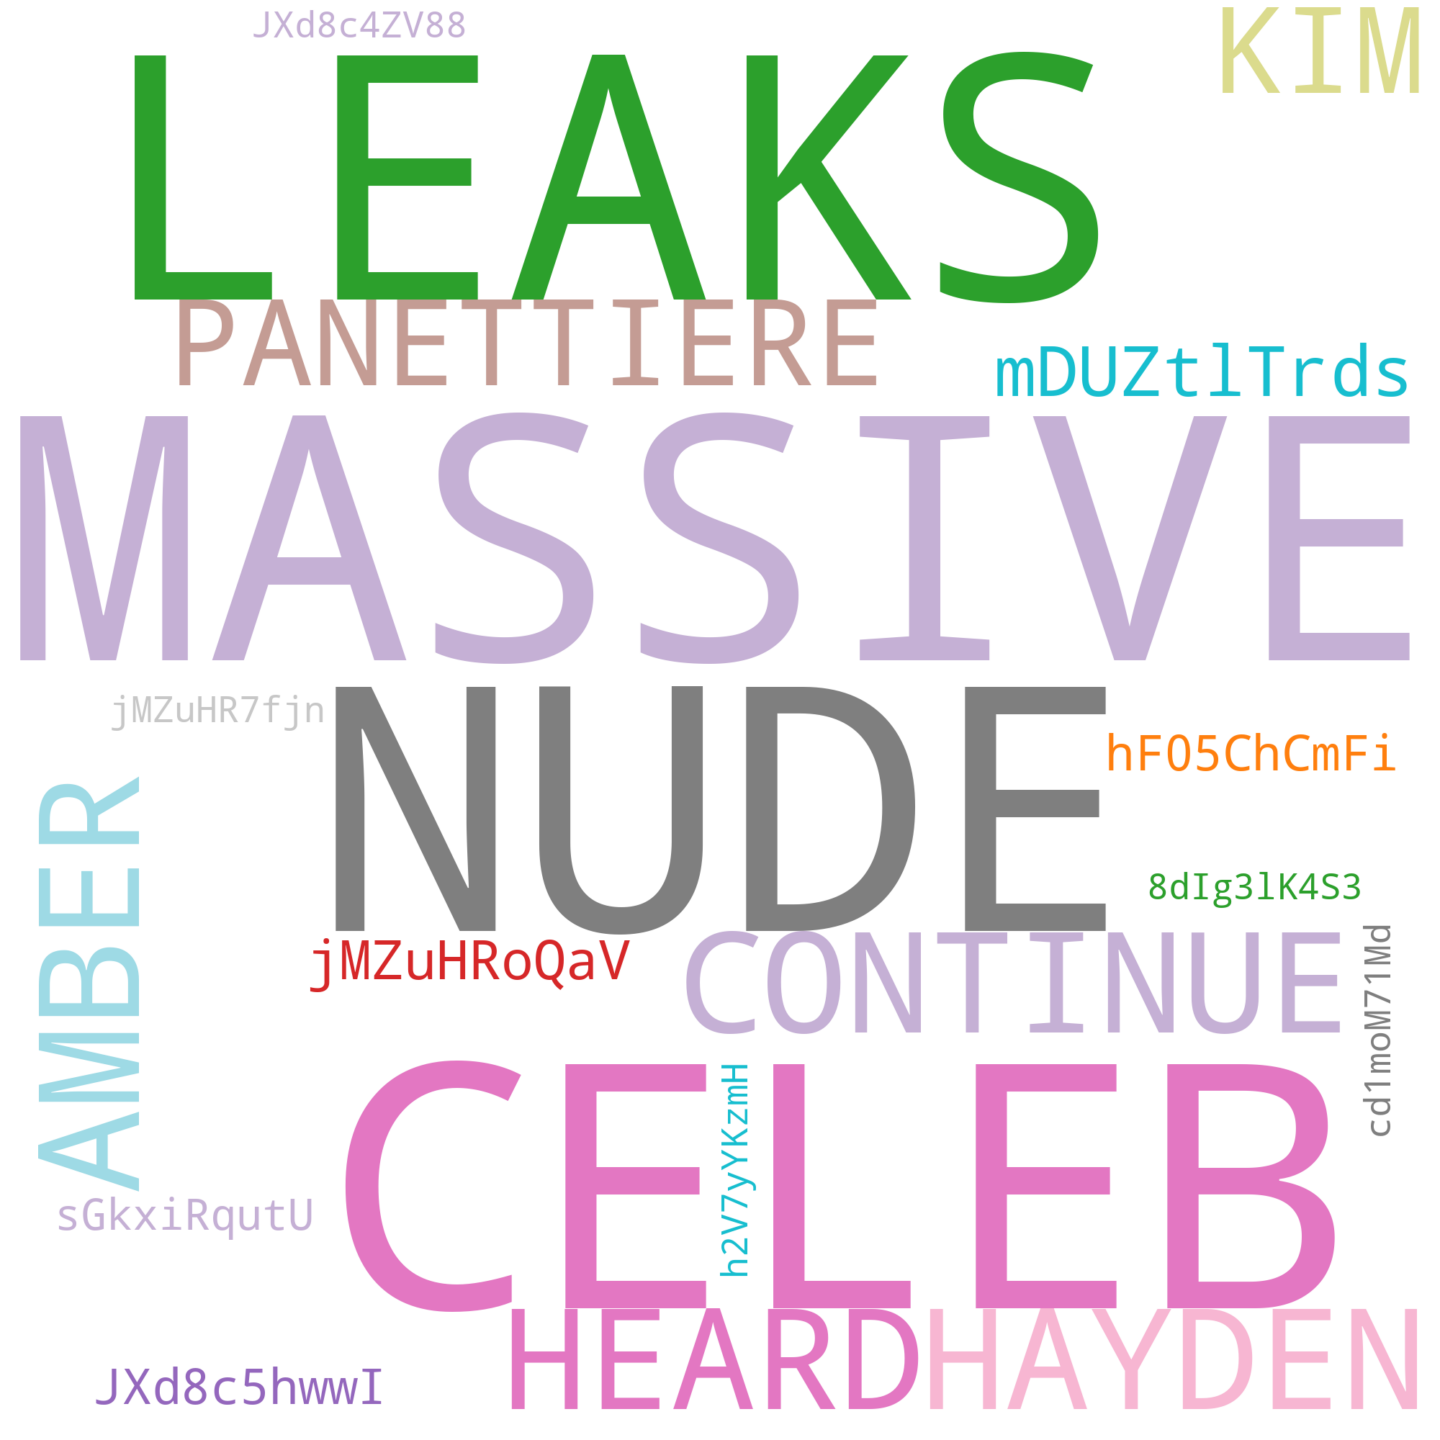 JXd8c4ZV88
KIM
LEAKS
PANETTIERE
mDUZtlTrds
MASSIVE
jMZuHR7fjn
NUDE
hF05ChCmFi
AMBER
8dIg3lK4S3
jMZuHRoQaV
CONTINUE
cd1moM71Md
CELEB
h2V7yYKzmH
sGkxiRqutU
HEARD
HAYDEN
JXd8c5hwwI